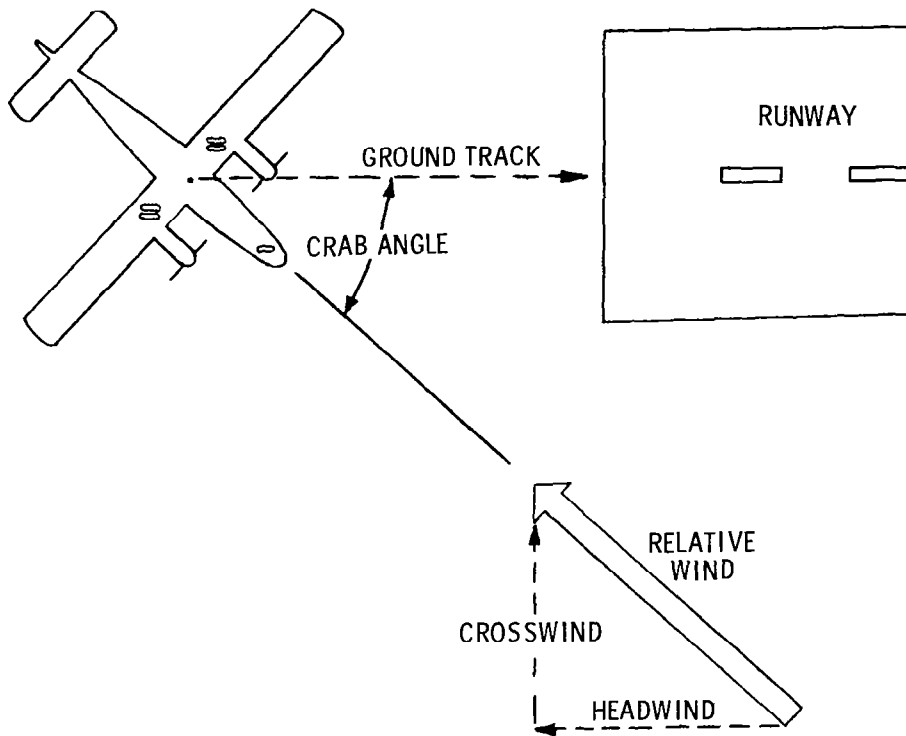 RUNWAY
GROUND TRACK
CRAB ANGLE
RELATIVE
WIND
CROSSWIND
HEADWIND